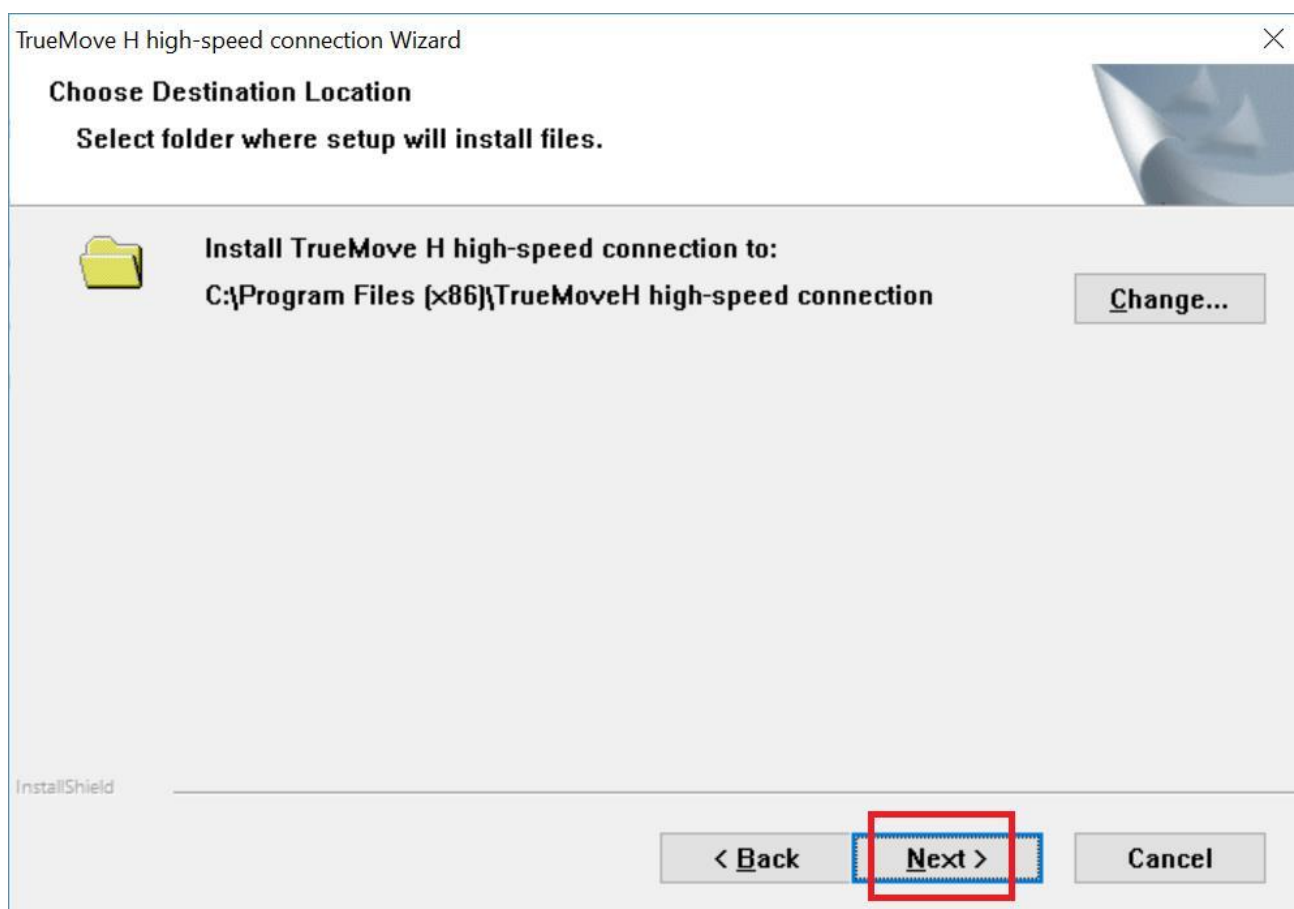 TrueMove H high-speed connection Wizard
Choose Destination Location
Select folder where setup will install files.
Install TrueMove H high-speed connection to:
C:\Program Files (x86)\TrueMoveH high-speed connection
Change...
InstallShield
< Back
Next >
Cancel